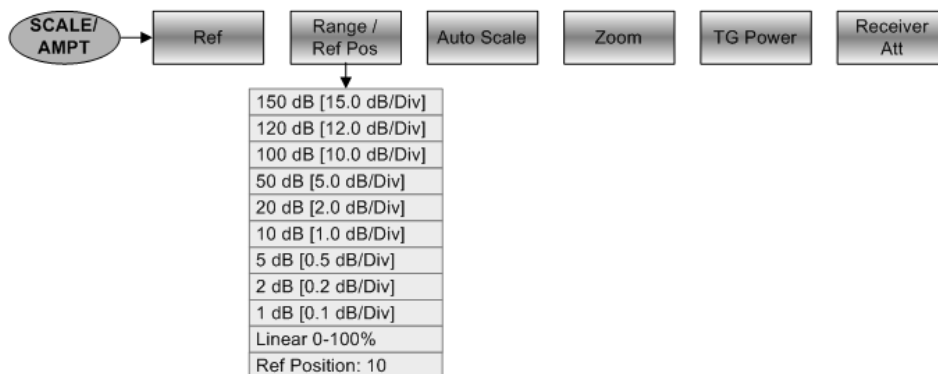 SCALE/
AMPT
Ref
Range /
Ref Pos
Auto Scale
Zoom
TG Power
Receiver
Att
150 dB [15.0 dB/Div]
120 dB [12.0 dB/Div]
100 dB [10.0 dB/Div]
50 dB [5.0 dB/Div]
20 dB [2.0 dB/Div]
10 dB [1.0 dB/Div]
5 dB [0.5 dB/Div]
2 dB [0.2 dB/Div]
1 dB [0.1 dB/Div]
Linear 0-100%
Ref Position: 10